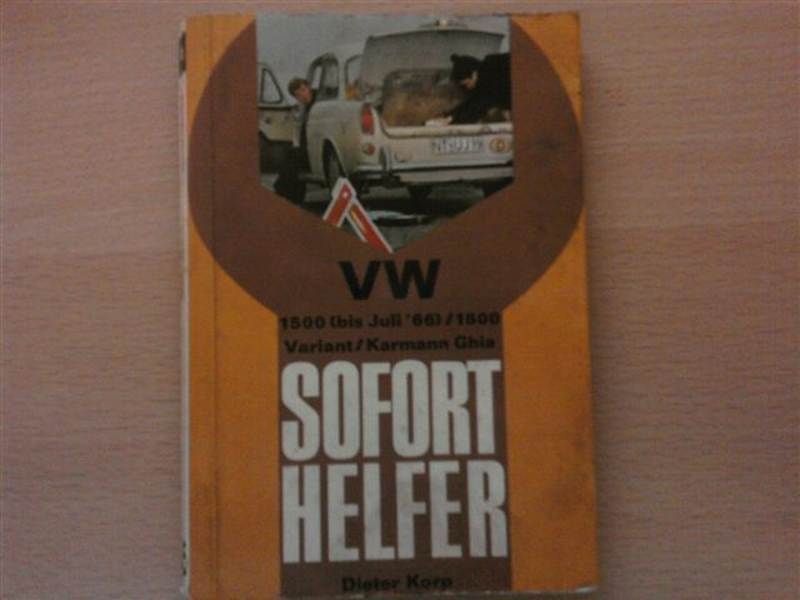 VW
1500 (bis Juli '66) / 1600
Variant / Karmann Ghia
SOFORT
HELFER
Dieter Korp